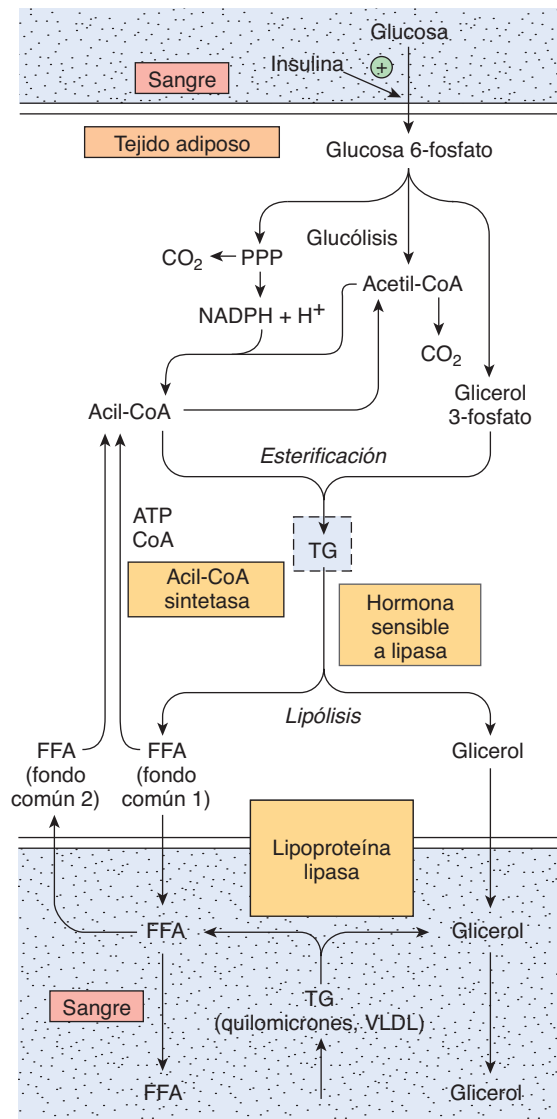 Glucosa
Insulina
+
Sangre
Tejido adiposo
Glucosa 6-fosfato
Glucólisis
CO₂
PPP
Acetil-CoA
NADPH + H⁺
CO₂
Acil-CoA
Glicerol
3-fosfato
Esterificación
ATP
CoA
TG
Acil-CoA
sintetasa
Hormona
sensible
a lipasa
Lipólisis
FFA
(fondo
común 2)
FFA
(fondo
común 1)
Glicerol
Lipoproteína
lipasa
FFA
Glicerol
Sangre
TG
(quilomicrones, VLDL)
FFA
Glicerol